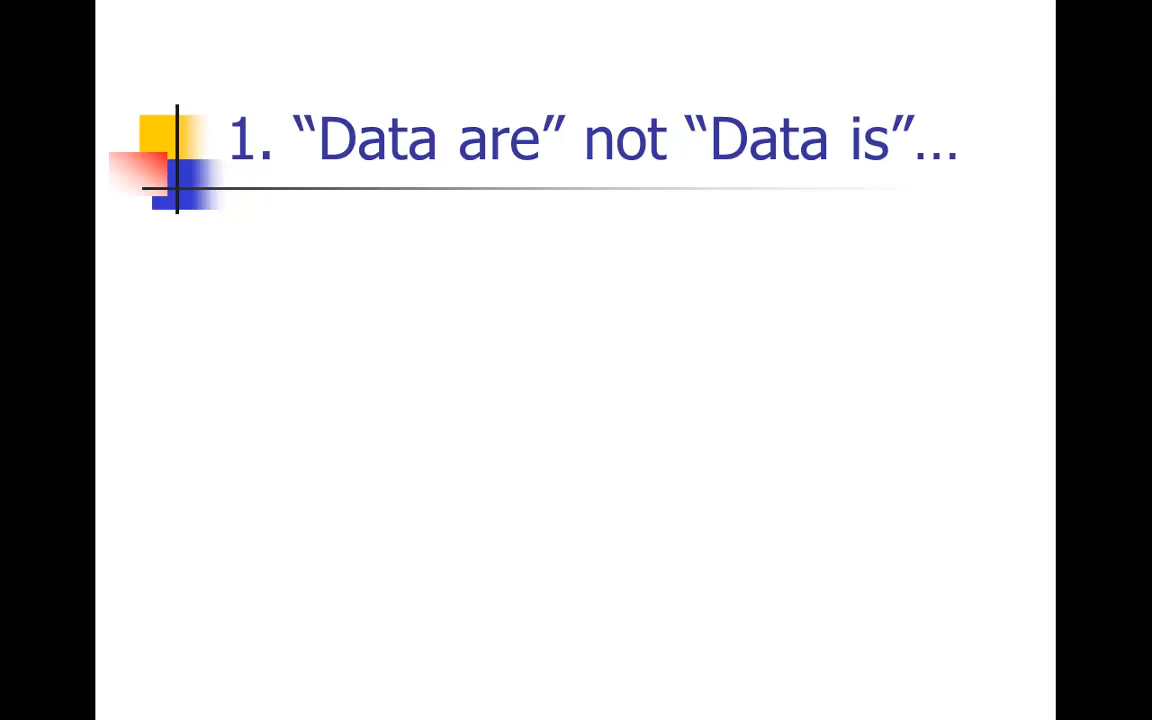 1. “Data are” not “Data is”…